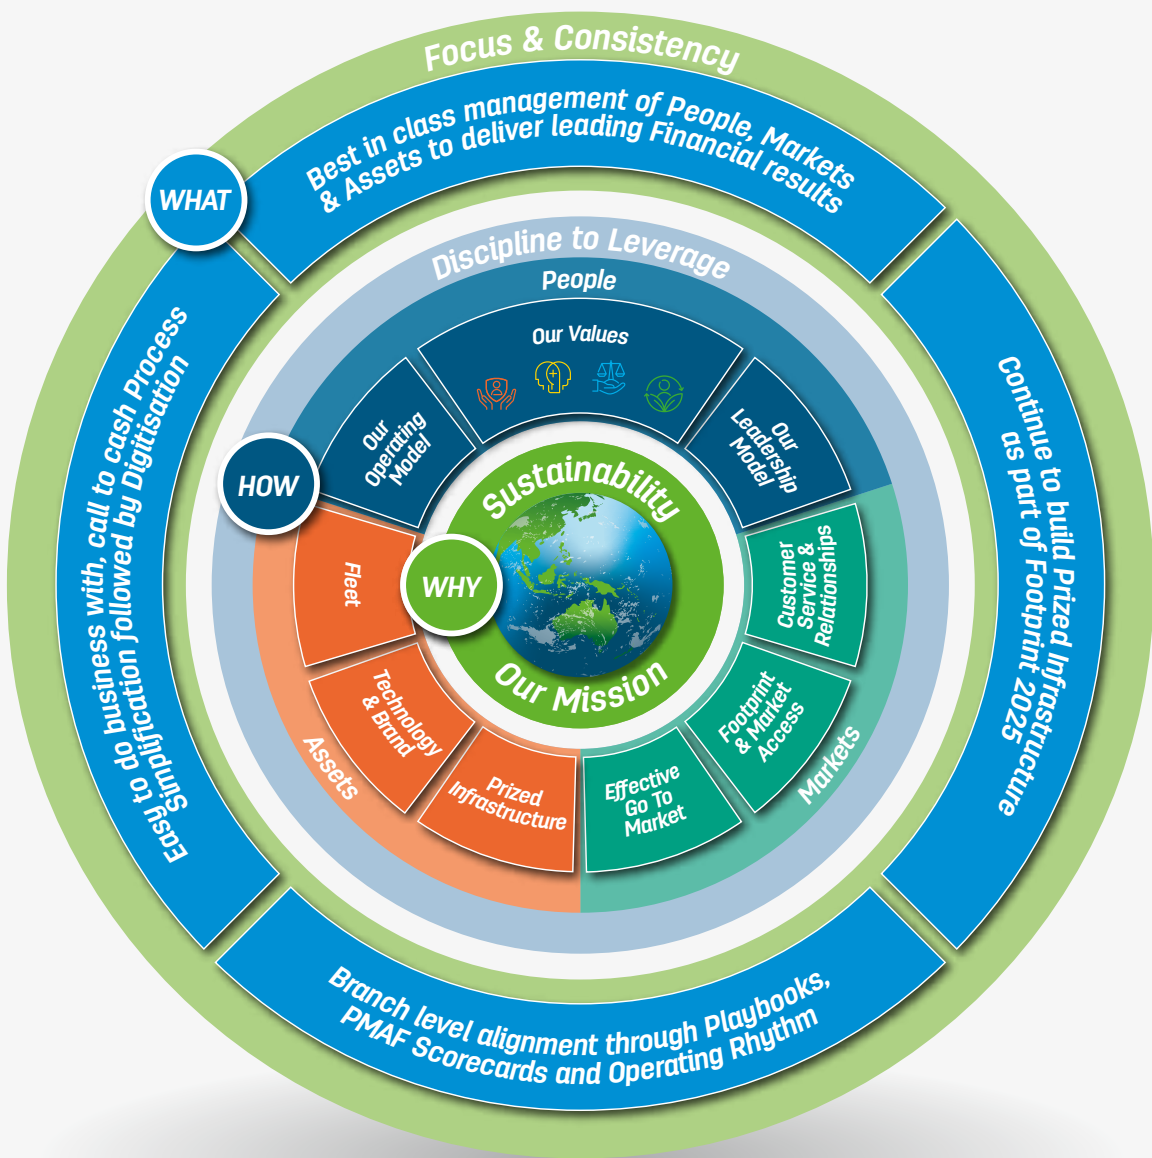 Focus & Consistency
Best in class management of People, Markets
& Assets to deliver leading Financial results
WHAT
Continue to build Prized Infrastructure
as part of Footprint 2025
Branch level alignment through Playbooks,
PMAF Scorecards and Operating Rhythm
Easy to do business with, call to cash Process
Simplification followed by Digitisation
Discipline to Leverage
People
Our Values
Our
Operating
Model
Our
Leadership
Model
HOW
Customer
Service &
Relationships
Footprint
& Market
Access
Effective
Go To
Market
Markets
Fleet
Technology
& Brand
Prized
Infrastructure
Assets
WHY
Sustainability
Our Mission